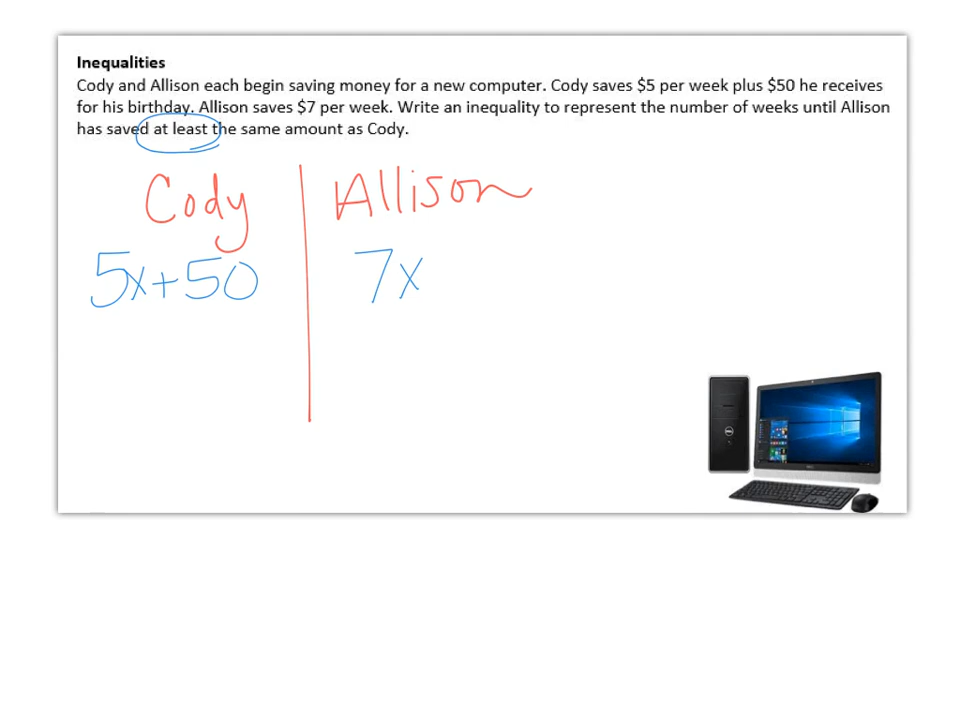 Inequalities
Cody and Allison each begin saving money for a new computer. Cody saves $5 per week plus $50 he receives
for his birthday. Allison saves $7 per week. Write an inequality to represent the number of weeks until Allison
has saved at least the same amount as Cody.
Cody Allison
5x+50 7x